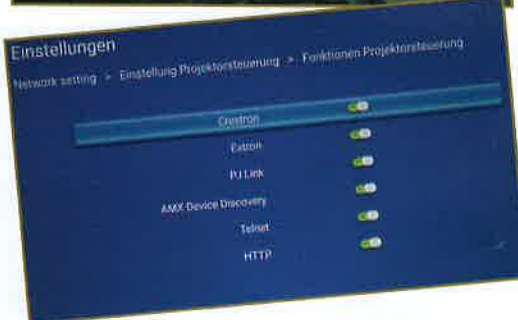 Einstellungen
Network setting > Einstellung Projektorsteuerung > Funktionen Projektorsteuerung
Crestron
Extron
PJ Link
AMX Device Discovery
Telnet
HTTP